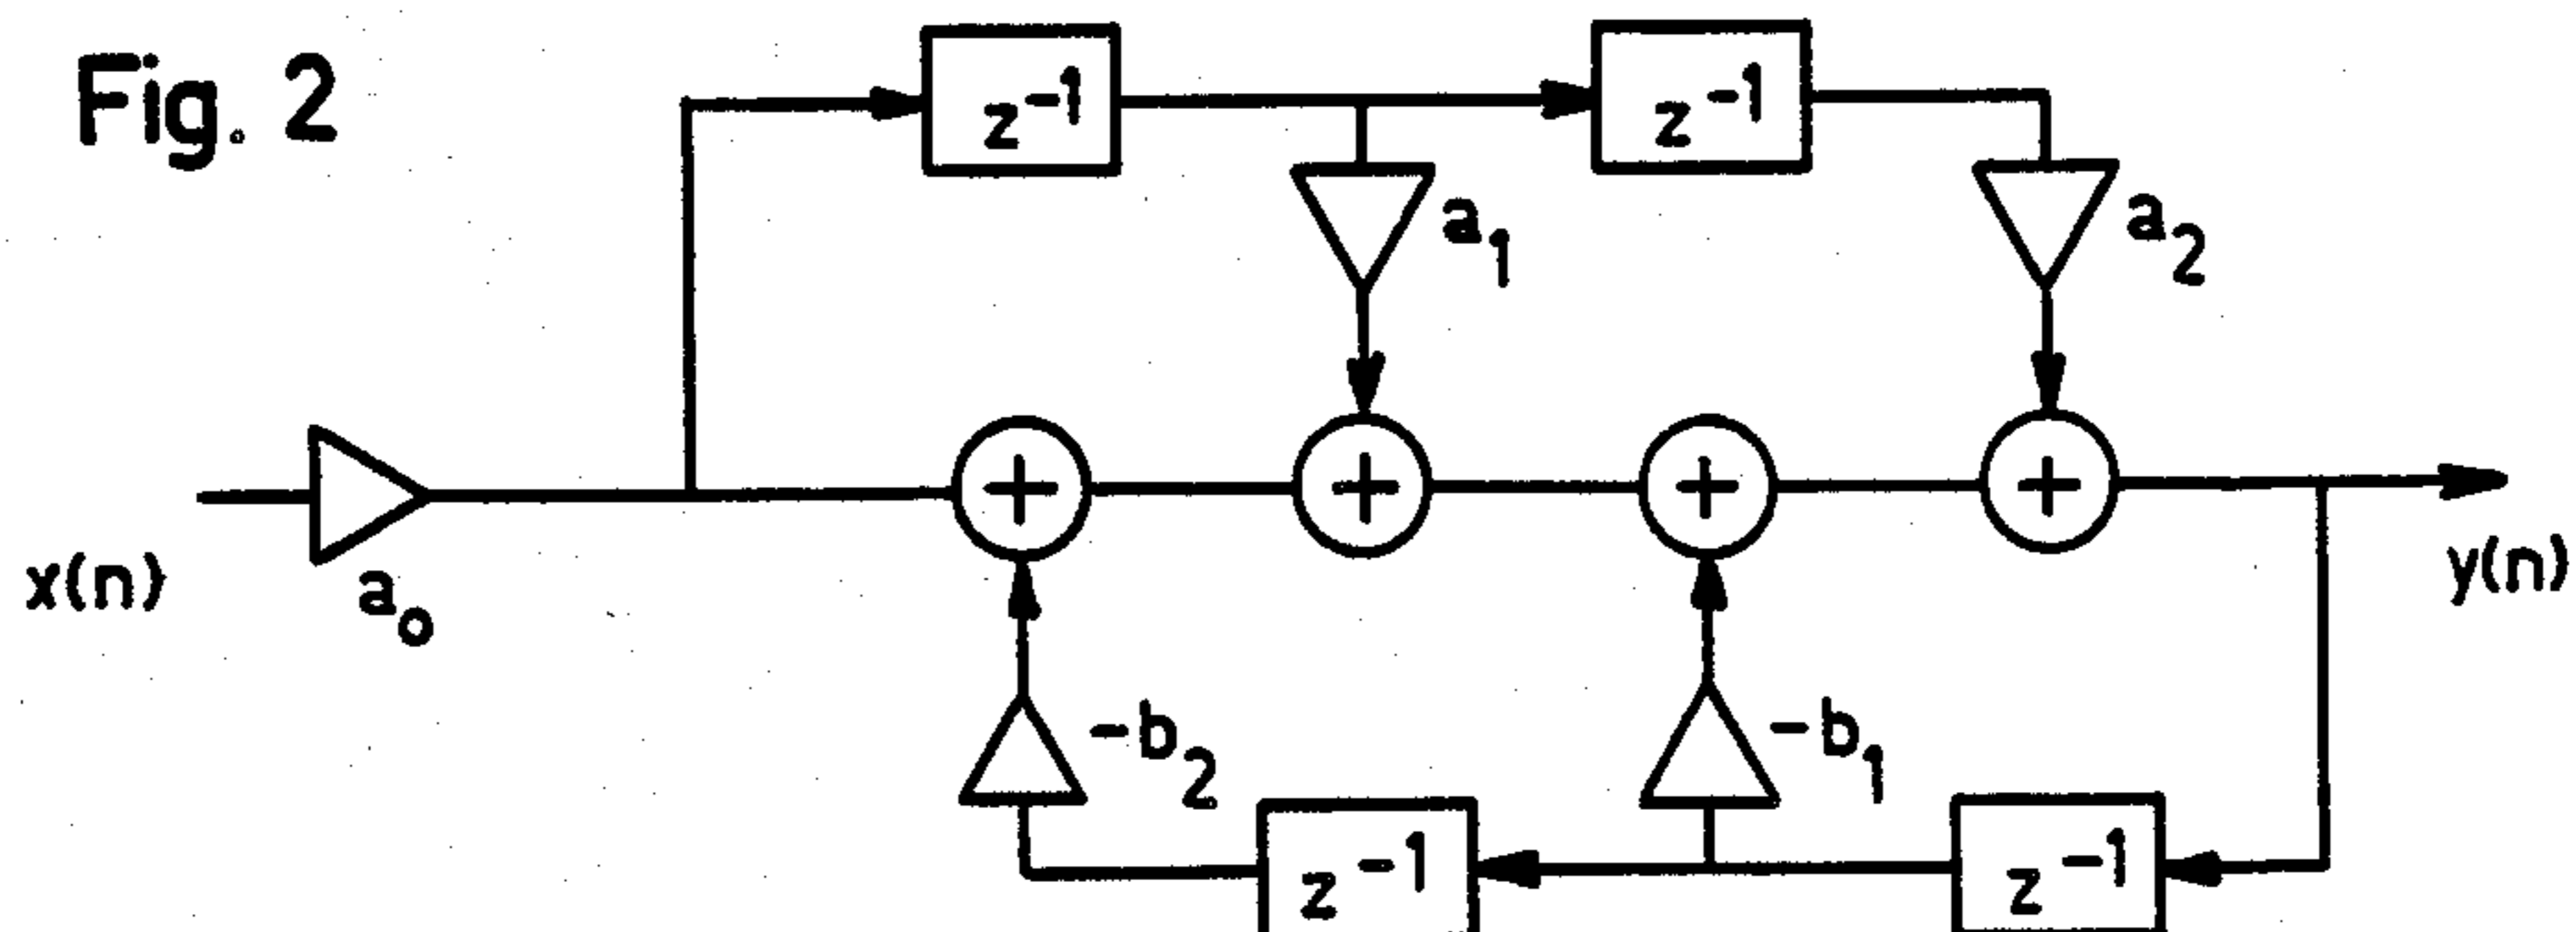 Fig. 2
z⁻¹
z⁻¹
a₁
a₂
+
+
+
+
x(n)
a₀
y(n)
-b₂
-b₁
z⁻¹
z⁻¹